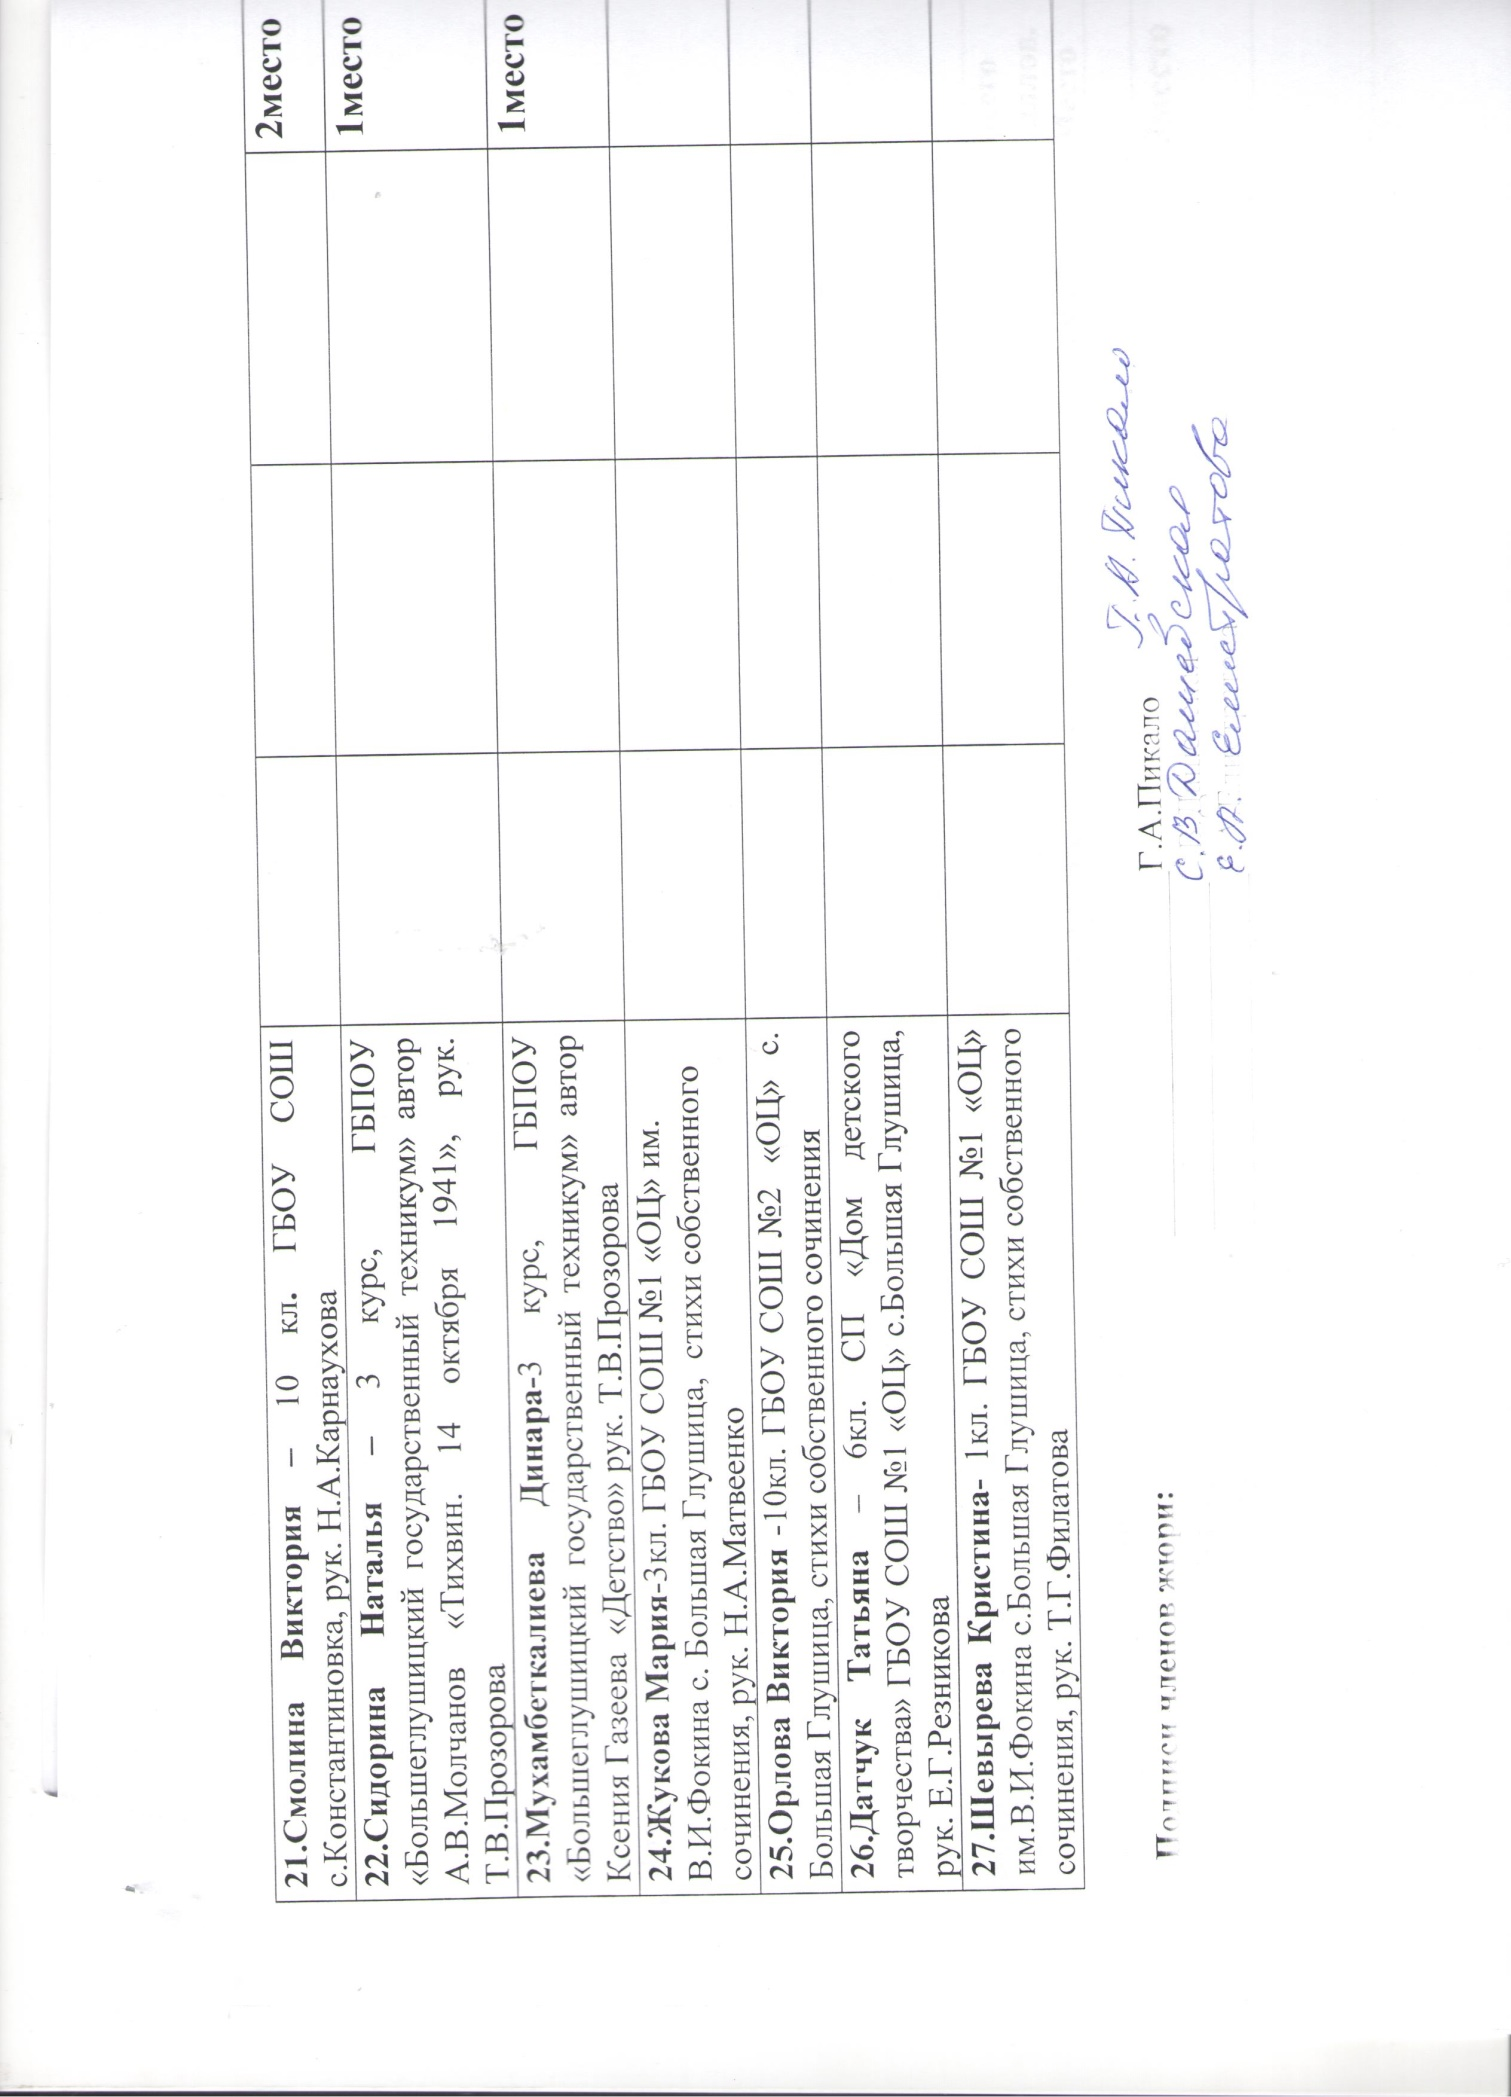 21.Смолина Виктория – 10 кл. ГБОУ СОШ
с.Константиновка, рук. Н.А.Карнаухова
2место
22.Сидорина Наталья – 3 курс, ГБПОУ
«Большеглушицкий государственный техникум» автор
А.В.Молчанов «Тихвин. 14 октября 1941», рук.
Т.В.Прозорова
1место
23.Мухамбеткалиева Динара-3 курс, ГБПОУ
«Большеглушицкий государственный техникум» автор
Ксения Газеева «Детство» рук. Т.В.Прозорова
1место
24.Жукова Мария-3кл. ГБОУ СОШ №1 «ОЦ» им.
В.И.Фокина с. Большая Глушица, стихи собственного
сочинения, рук. Н.А.Матвеенко
25.Орлова Виктория -10кл. ГБОУ СОШ №2 «ОЦ» с.
Большая Глушица, стихи собственного сочинения
26.Датчук Татьяна – 6кл. СП «Дом детского
творчества» ГБОУ СОШ №1 «ОЦ» с.Большая Глушица,
рук. Е.Г.Резникова
27.Шевырева Кристина- 1кл. ГБОУ СОШ №1 «ОЦ»
им.В.И.Фокина с.Большая Глушица, стихи собственного
сочинения, рук. Т.Г.Филатова
Подписи членов жюри:
Г.А.Пикало Г.А. Пикало
С.В.
Е.А. Елистратова